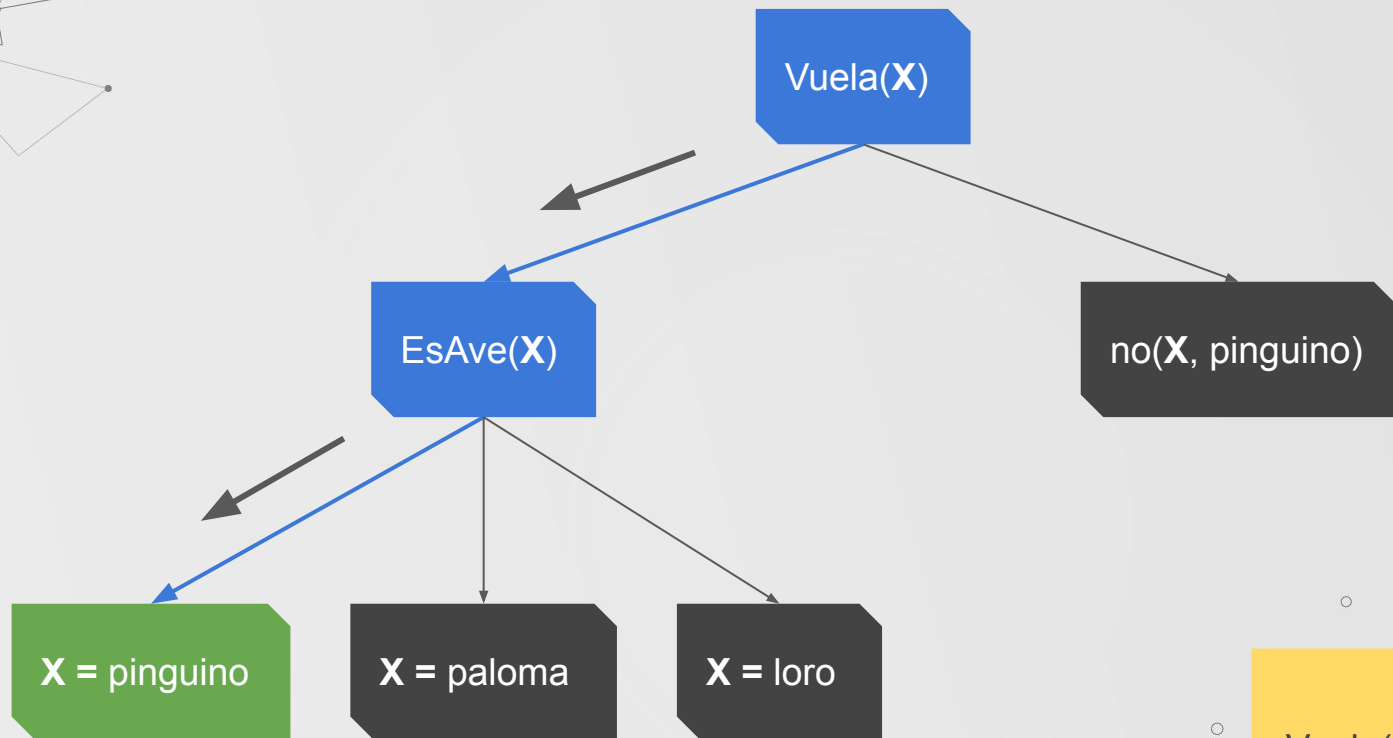 Vuela(X)
EsAve(X)
no(X, pinguino)
X = pinguino
X = paloma
X = loro